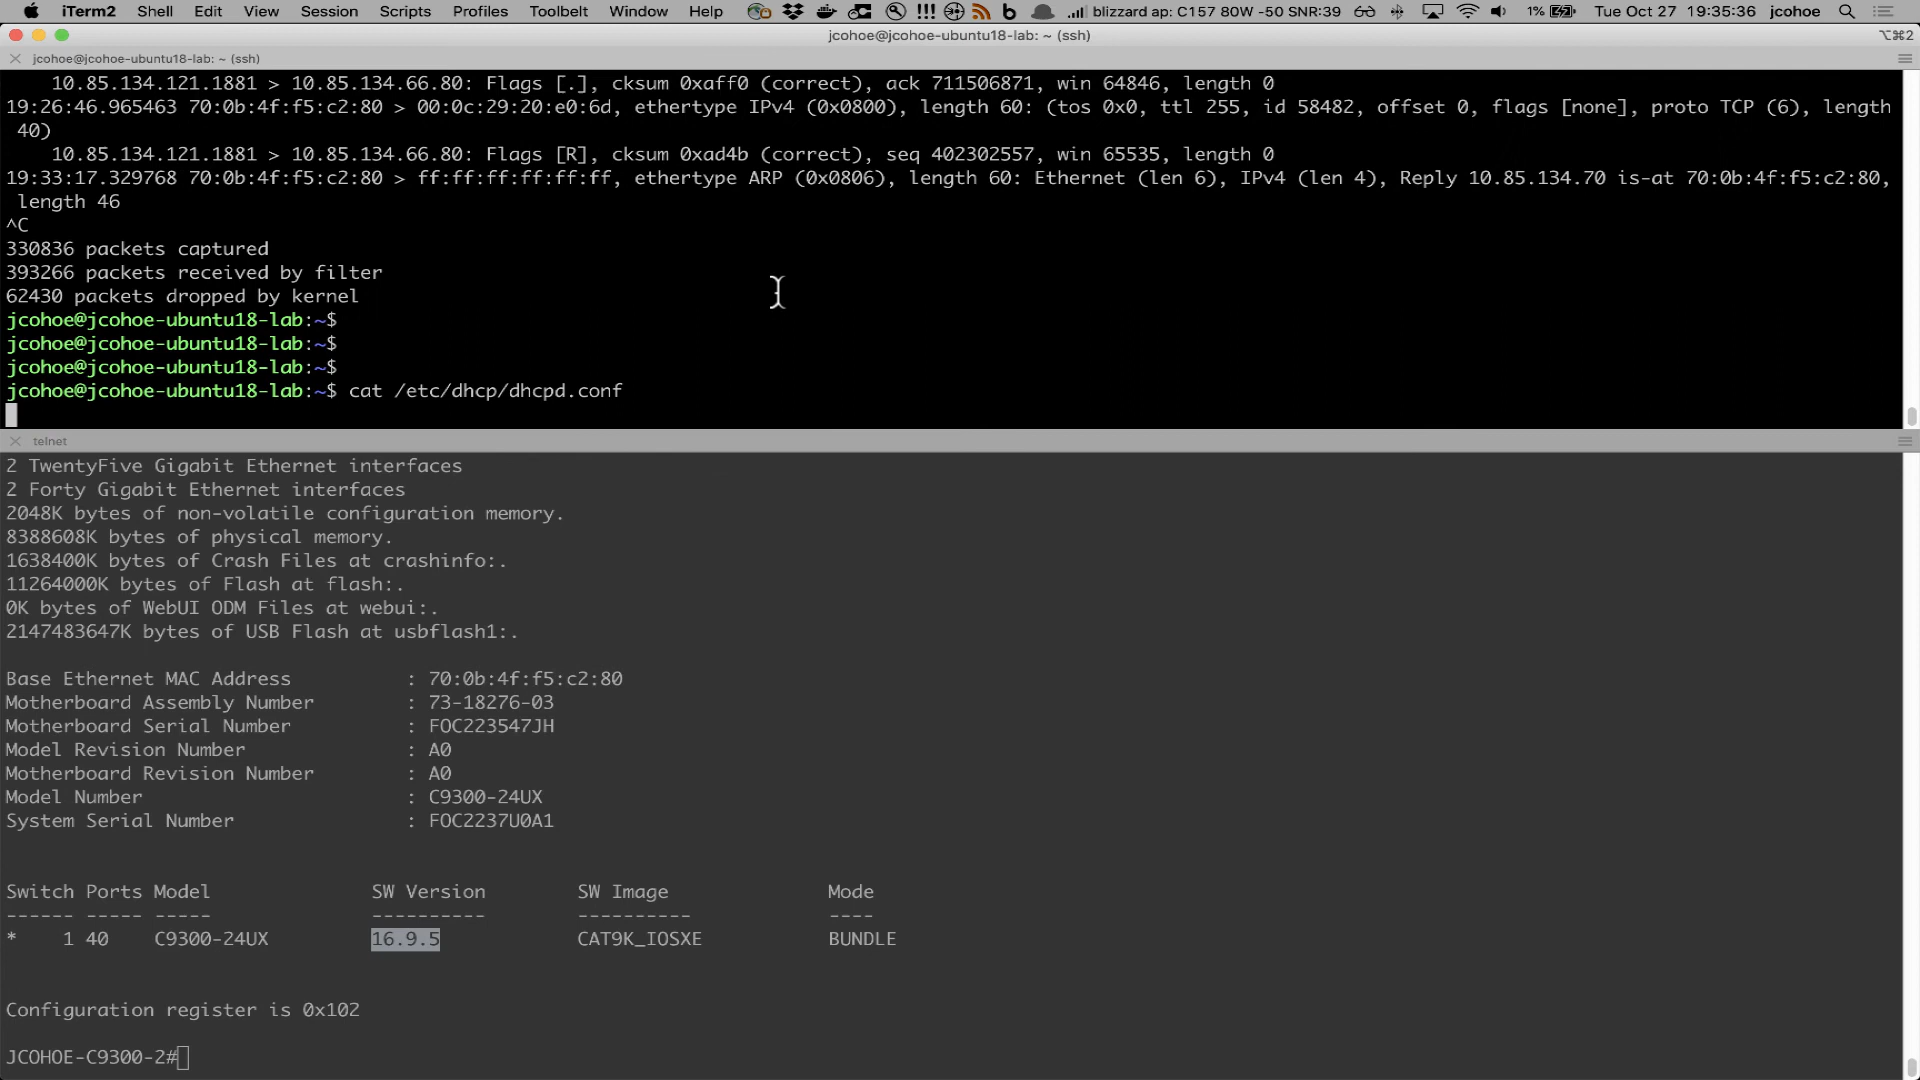 iTerm2 Shell Edit View Session Scripts Profiles Toolbelt Window Help !!! b blizzard ap: C157 80W -50 SNR:39 1% Tue Oct 27 19:35:36 jcohoe
jcohoe@jcohoe-ubuntu18-lab: ~ (ssh) ⌥⌘2
jcohoe@jcohoe-ubuntu18-lab: ~ (ssh)
10.85.134.121.1881 > 10.85.134.66.80: Flags [.], cksum 0xaff0 (correct), ack 711506871, win 64846, length 0
19:26:46.965463 70:0b:4f:f5:c2:80 > 00:0c:29:20:e0:6d, ethertype IPv4 (0x0800), length 60: (tos 0x0, ttl 255, id 58482, offset 0, flags [none], proto TCP (6), length
40)
10.85.134.121.1881 > 10.85.134.66.80: Flags [R], cksum 0xad4b (correct), seq 402302557, win 65535, length 0
19:33:17.329768 70:0b:4f:f5:c2:80 > ff:ff:ff:ff:ff:ff, ethertype ARP (0x0806), length 60: Ethernet (len 6), IPv4 (len 4), Reply 10.85.134.70 is-at 70:0b:4f:f5:c2:80,
length 46
^C
330836 packets captured
393266 packets received by filter
62430 packets dropped by kernel
jcohoe@jcohoe-ubuntu18-lab:~$
jcohoe@jcohoe-ubuntu18-lab:~$
jcohoe@jcohoe-ubuntu18-lab:~$
jcohoe@jcohoe-ubuntu18-lab:~$ cat /etc/dhcp/dhcpd.conf
telnet
2 TwentyFive Gigabit Ethernet interfaces
2 Forty Gigabit Ethernet interfaces
2048K bytes of non-volatile configuration memory.
8388608K bytes of physical memory.
1638400K bytes of Crash Files at crashinfo:.
11264000K bytes of Flash at flash:.
0K bytes of WebUI ODM Files at webui:.
2147483647K bytes of USB Flash at usbflash1:.
Base Ethernet MAC Address : 70:0b:4f:f5:c2:80
Motherboard Assembly Number : 73-18276-03
Motherboard Serial Number : FOC223547JH
Model Revision Number : A0
Motherboard Revision Number : A0
Model Number : C9300-24UX
System Serial Number : FOC2237U0A1
Switch Ports Model SW Version SW Image Mode
------ ----- ----- ---------- ---------- ----
* 1 40 C9300-24UX 16.9.5 CAT9K_IOSXE BUNDLE
Configuration register is 0x102
JCOHOE-C9300-2#